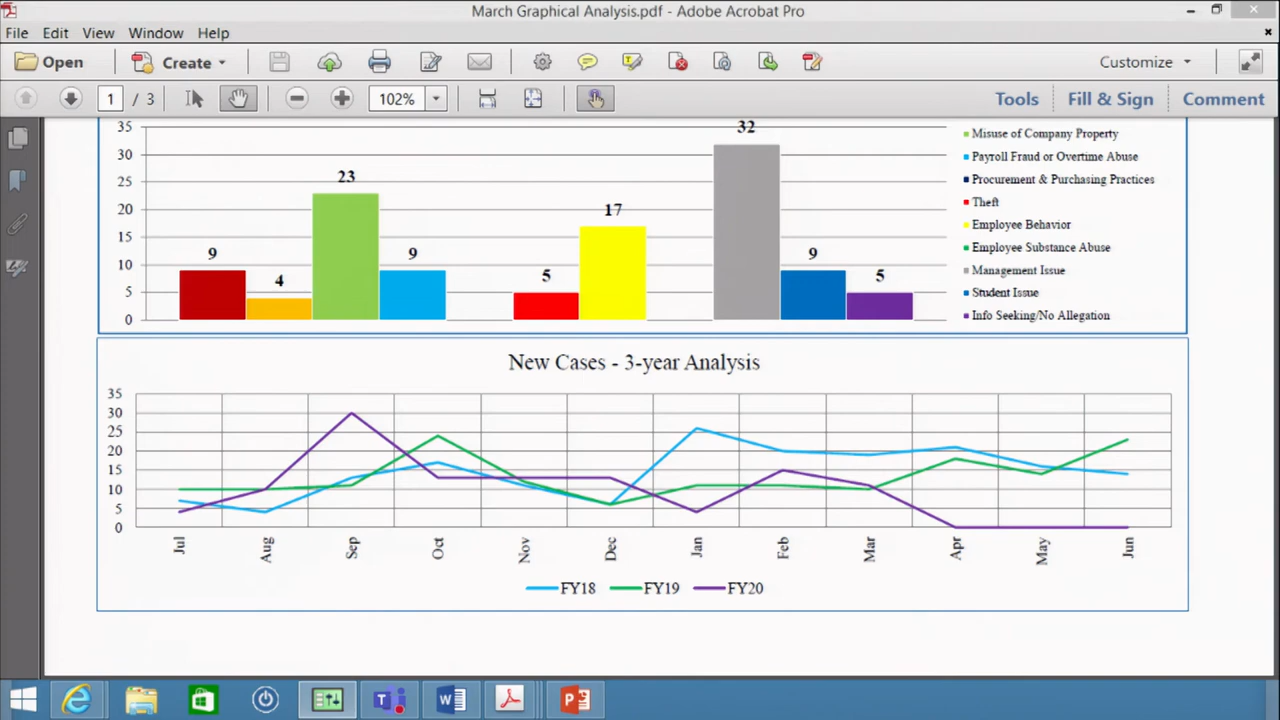 March Graphical Analysis.pdf - Adobe Acrobat Pro
File Edit View Window Help
Open Create Customize
1 / 3 102% Tools Fill & Sign Comment
35
30
25
20
15
10
5
0
9 4 23 9 5 17 32 9 5
Misuse of Company Property
Payroll Fraud or Overtime Abuse
Procurement & Purchasing Practices
Theft
Employee Behavior
Employee Substance Abuse
Management Issue
Student Issue
Info Seeking/No Allegation
New Cases - 3-year Analysis
35
30
25
20
15
10
5
0
Jul Aug Sep Oct Nov Dec Jan Feb Mar Apr May Jun
FY18 FY19 FY20